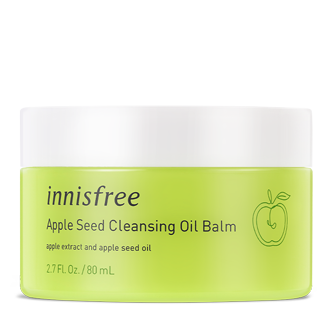 innisfree
Apple Seed Cleansing Oil Balm
apple extract and apple seed oil
2.7 FL Oz. / 80 mL